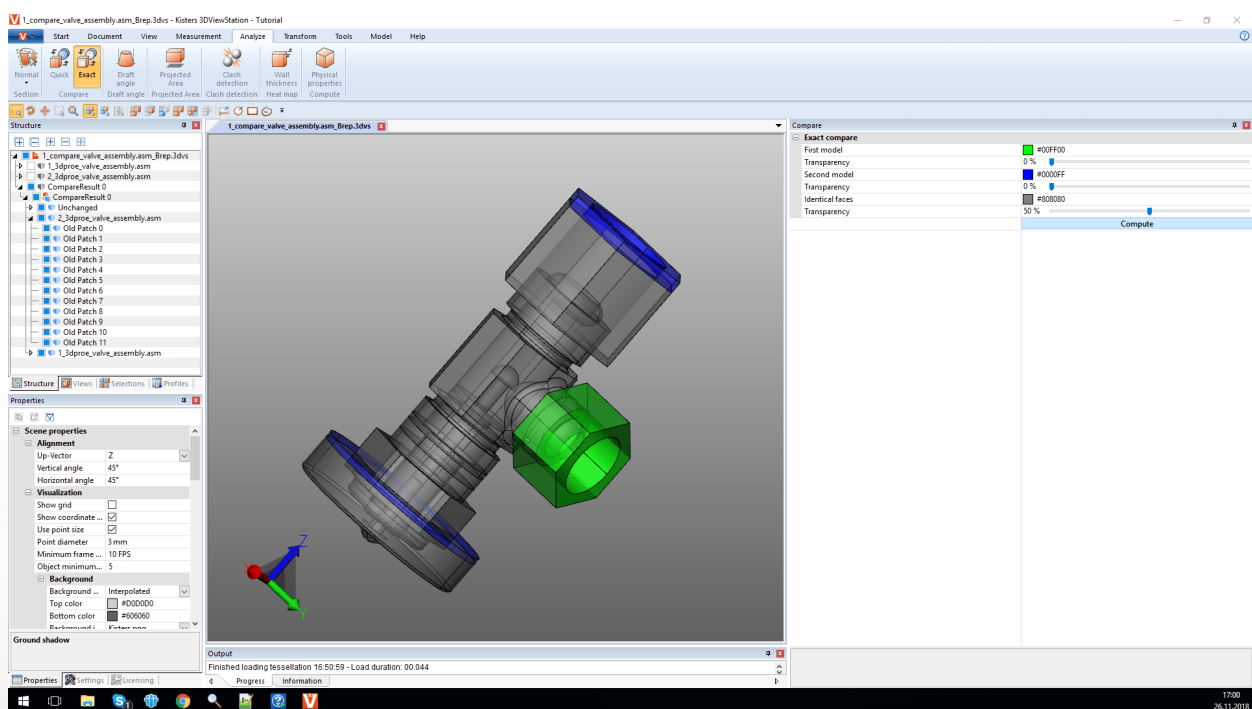 1_compare_valve_assembly.asm_Brep.3dvs - Kisters 3DViewStation - Tutorial
Start Document View Measurement Analyze Transform Tools Model Help
Normal Quick Exact Draft angle Projected Area Clash detection Wall thickness Physical properties
Section Compare Draft angle Projected Area Clash detection Heat map Compute
Structure
1_compare_valve_assembly.asm_Brep.3dvs
1_3dproe_valve_assembly.asm
2_3dproe_valve_assembly.asm
CompareResult 0
CompareResult 0
Unchanged
2_3dproe_valve_assembly.asm
Old Patch 0
Old Patch 1
Old Patch 2
Old Patch 3
Old Patch 4
Old Patch 5
Old Patch 6
Old Patch 7
Old Patch 8
Old Patch 9
Old Patch 10
Old Patch 11
1_3dproe_valve_assembly.asm
Structure Views Selections Profiles
Properties
Scene properties
Alignment
Up-Vector Z
Vertical angle 45°
Horizontal angle 45°
Visualization
Show grid
Show coordinate ...
Use point size
Point diameter 3 mm
Minimum frame ... 10 FPS
Object minimum... 5
Background
Background ... Interpolated
Top color #D0D0D0
Bottom color #606060
Background i Kisters.png
Ground shadow
Properties Settings Licensing
1_compare_valve_assembly.asm_Brep.3dvs
Z
Y
Output
Finished loading tessellation 16:50:59 - Load duration: 00.044
Progress Information
Compare
Exact compare
First model #00FF00
Transparency 0 %
Second model #0000FF
Transparency 0 %
Identical faces #808080
Transparency 50 %
Compute
17:00
26.11.2018